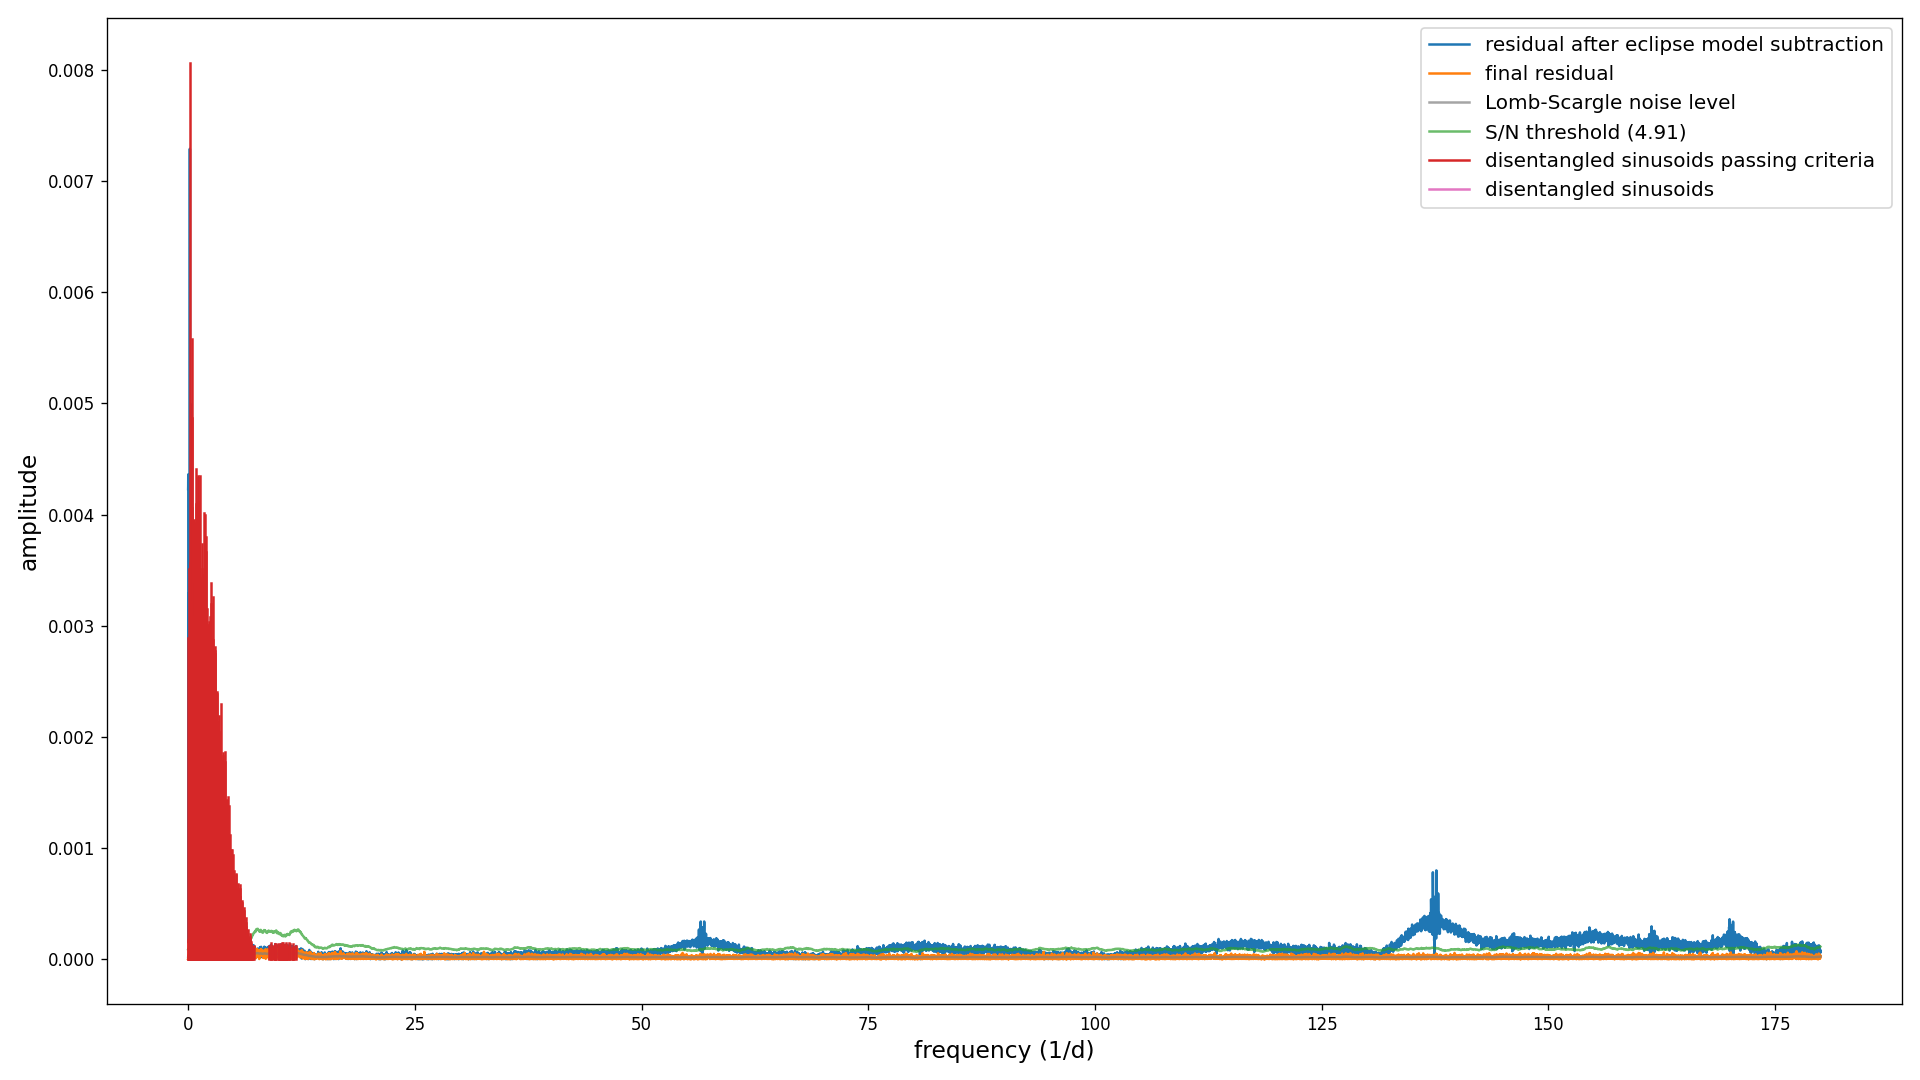 residual after eclipse model subtraction
final residual
Lomb-Scargle noise level
S/N threshold (4.91)
disentangled sinusoids passing criteria
disentangled sinusoids
0.008
0.007
0.006
0.005
0.004
0.003
0.002
0.001
0.000
amplitude
0 25 50 75 100 125 150 175
frequency (1/d)